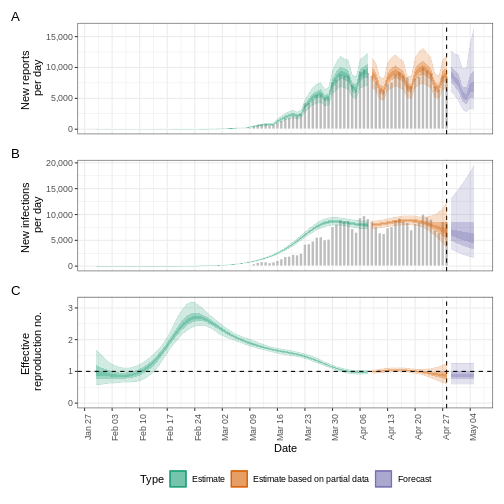 A
New reports
per day
15,000
10,000
5,000
0
B
New infections
per day
20,000
15,000
10,000
5,000
0
C
Effective
reproduction no.
3
2
1
0
Jan 27
Feb 03
Feb 10
Feb 17
Feb 24
Mar 02
Mar 09
Mar 16
Mar 23
Mar 30
Apr 06
Apr 13
Apr 20
Apr 27
May 04
Date
Type Estimate Estimate based on partial data Forecast